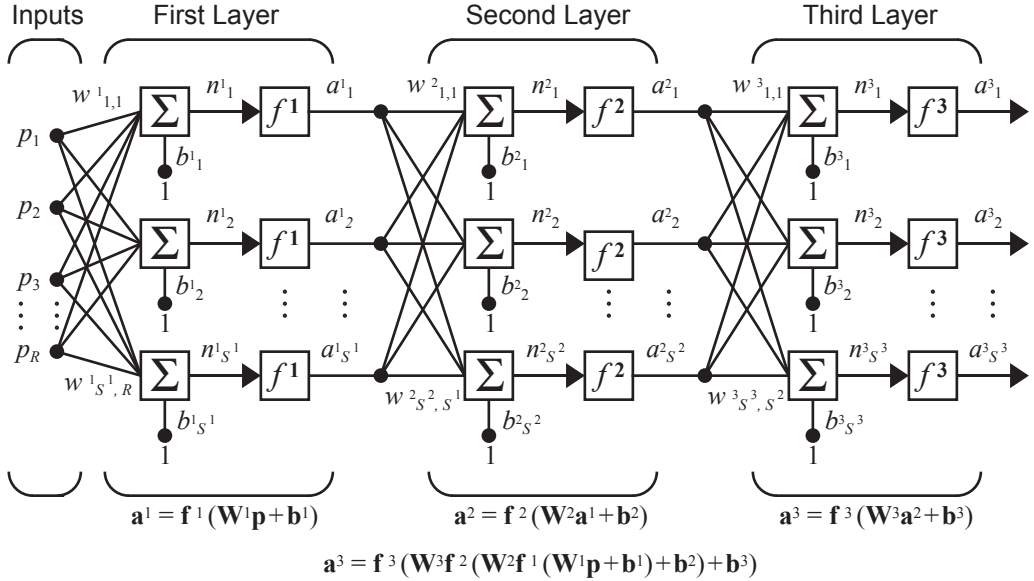 Inputs First Layer Second Layer Third Layer
w¹₁,₁ n¹₁ a¹₁ w²₁,₁ n²₁ a²₁ w³₁,₁ n³₁ a³₁
Σ f¹ Σ f² Σ f³
p₁ b¹₁ b²₁ b³₁
1 1 1
p₂ n¹₂ a¹₂ n²₂ a²₂ n³₂ a³₂
Σ f¹ Σ f² Σ f³
p₃ b¹₂ b²₂ b³₂
1 1 1
p_R n¹_S¹ a¹_S¹ n²_S² a²_S² n³_S³ a³_S³
w¹_S¹, R Σ f¹ w²_S², S¹ Σ f² w³_S³, S² Σ f³
b¹_S¹ b²_S² b³_S³
1 1 1
a¹ = f¹(W¹p+b¹) a² = f²(W²a¹+b²) a³ = f³(W³a²+b³)
a³ = f³(W³f²(W²f¹(W¹p+b¹)+b²)+b³)